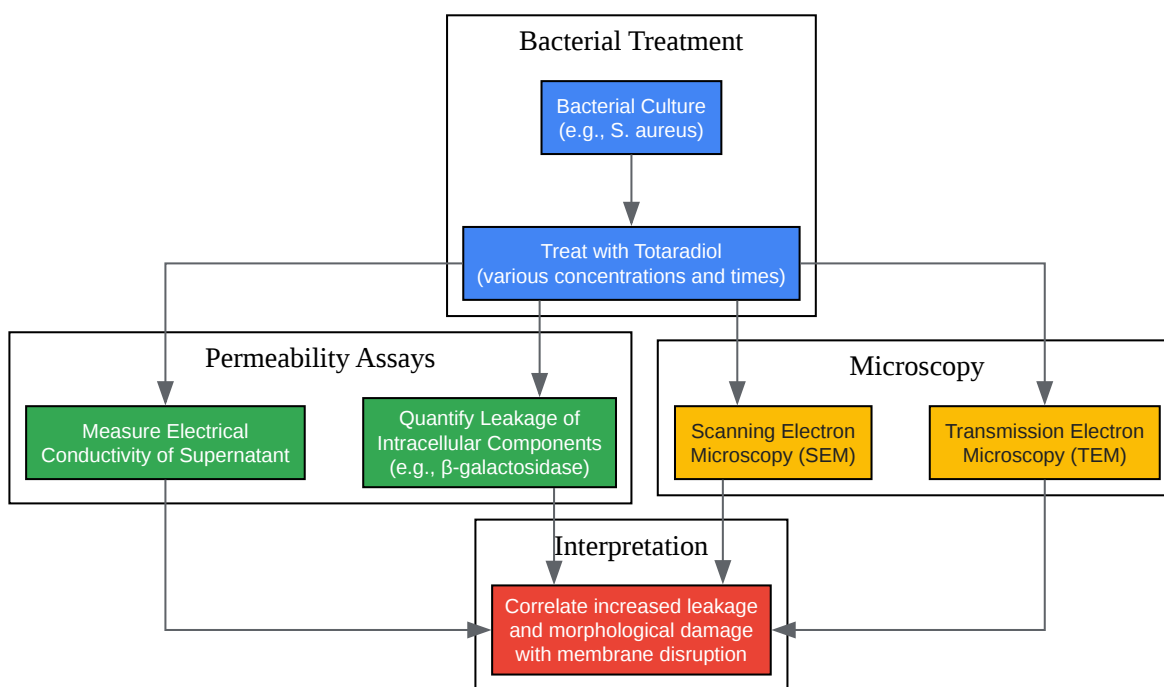 Bacterial Treatment
Bacterial Culture
(e.g., S. aureus)
Treat with Totaradiol
(various concentrations and times)
Permeability Assays
Measure Electrical
Conductivity of Supernatant
Quantify Leakage of
Intracellular Components
(e.g., β-galactosidase)
Microscopy
Scanning Electron
Microscopy (SEM)
Transmission Electron
Microscopy (TEM)
Interpretation
Correlate increased leakage
and morphological damage
with membrane disruption